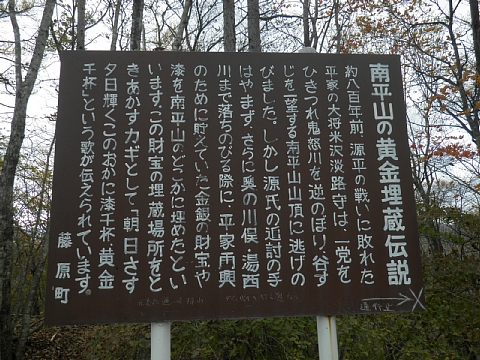 南平山の黄金埋蔵伝説
約八百年前、源平の戦いに敗れた
平家の大将米沢淡路守は、一党を
ひきつれ鬼怒川を逆のぼり、谷す
じを一望する南平山山頂に逃げの
びました。しかし源氏の追討の手
はやまず、さらに奥の川俣、湯西
川まで落ちのびる際に、平家再興
のために貯えていた金銀の財宝や
漆を南平山のどこかに埋めたとい
います。この財宝の埋蔵場所をと
きあかすカギとして、「朝日さす
夕日輝くこのおかに漆千杯、黄金
千杯」という歌が伝えられています。
藤原町
通行止